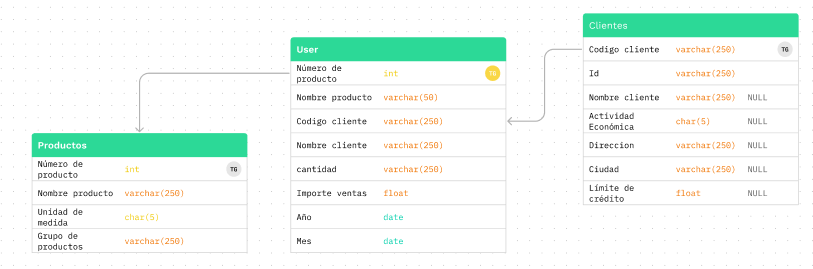 Productos
Número de
producto
int
TG
Nombre producto varchar(250)
Unidad de
medida
char(5)
Grupo de
productos
varchar(250)
User
Número de
producto
int
TG
Nombre producto varchar(50)
Codigo cliente varchar(250)
Nombre cliente varchar(250)
cantidad varchar(250)
Importe ventas float
Año date
Mes date
Clientes
Codigo cliente varchar(250) TG
Id varchar(250)
Nombre cliente varchar(250) NULL
Actividad
Económica
char(5) NULL
Direccion varchar(250) NULL
Ciudad varchar(250) NULL
Límite de
crédito
float NULL